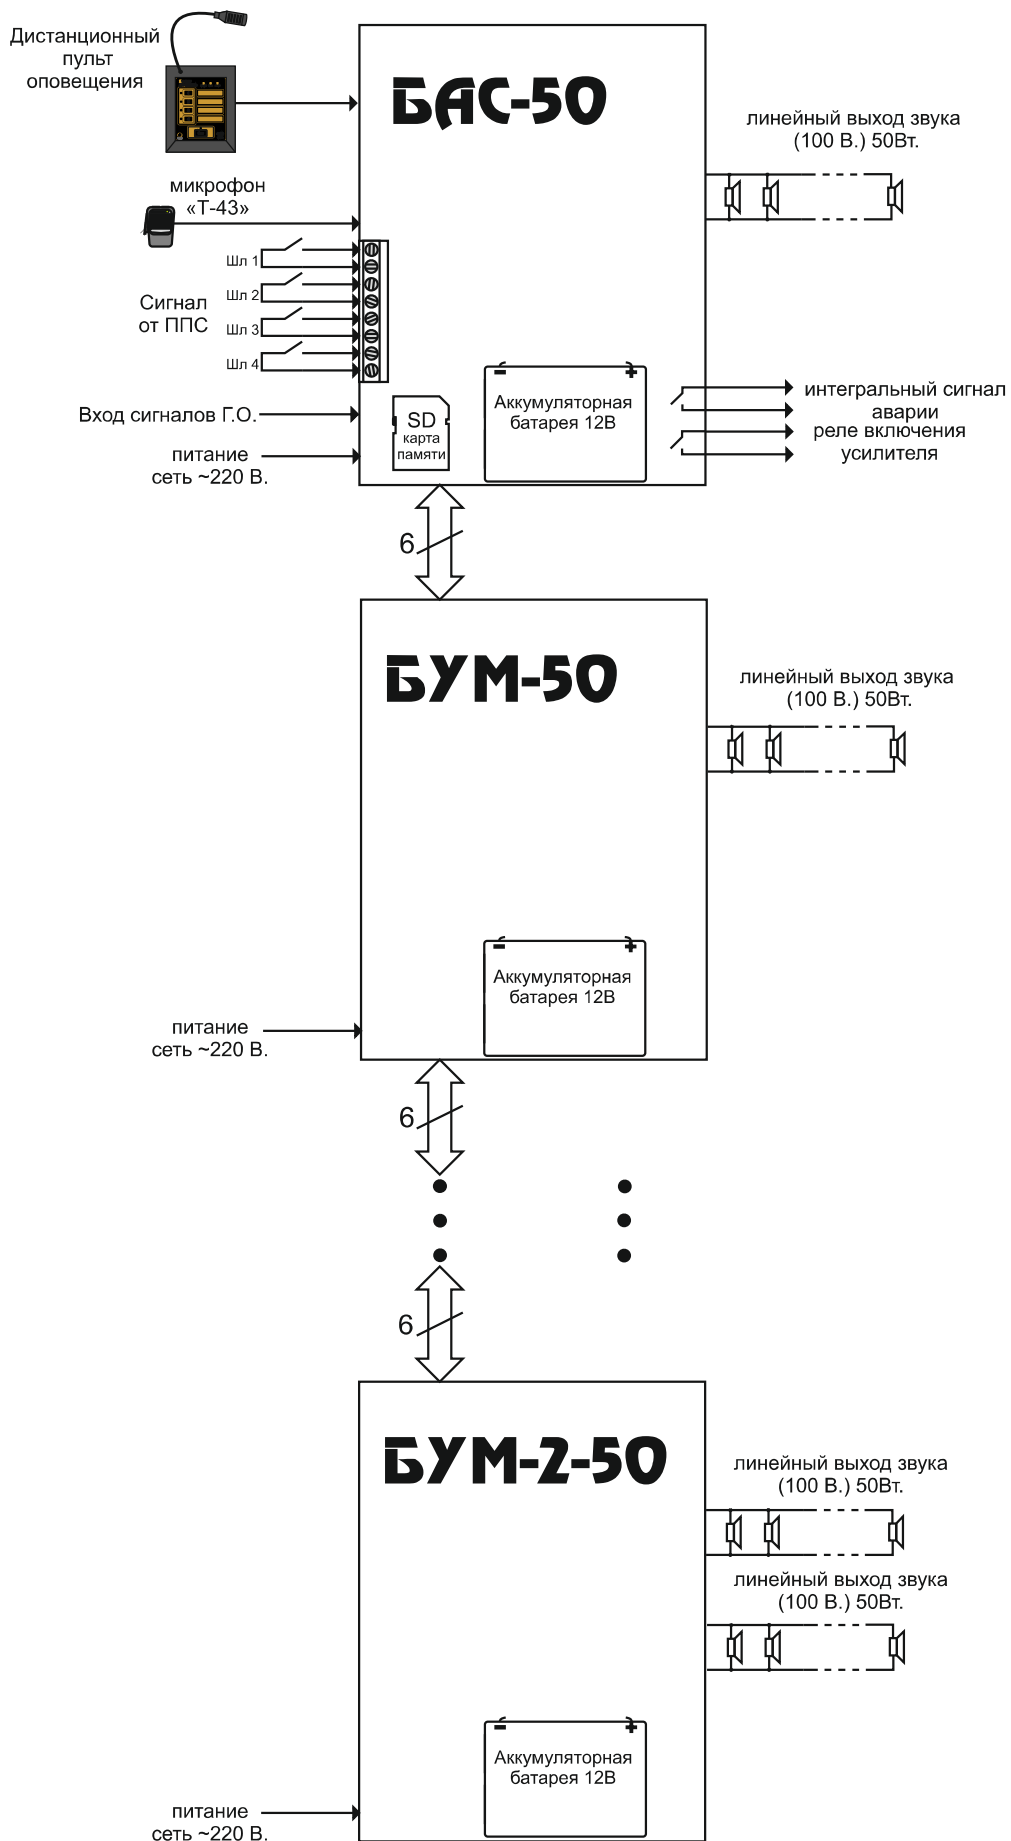 Дистанционный
пульт
оповещения
БАС-50
линейный выход звука
(100 В.) 50Вт.
микрофон
«Т-43»
Шл 1
Шл 2
Сигнал
от ППС
Шл 3
Шл 4
Вход сигналов Г.О.
питание
сеть ~220 В.
SD
карта
памяти
Аккумуляторная
батарея 12В
интегральный сигнал
аварии
реле включения
усилителя
6
БУМ-50
линейный выход звука
(100 В.) 50Вт.
Аккумуляторная
батарея 12В
питание
сеть ~220 В.
6
6
БУМ-2-50
линейный выход звука
(100 В.) 50Вт.
линейный выход звука
(100 В.) 50Вт.
Аккумуляторная
батарея 12В
питание
сеть ~220 В.